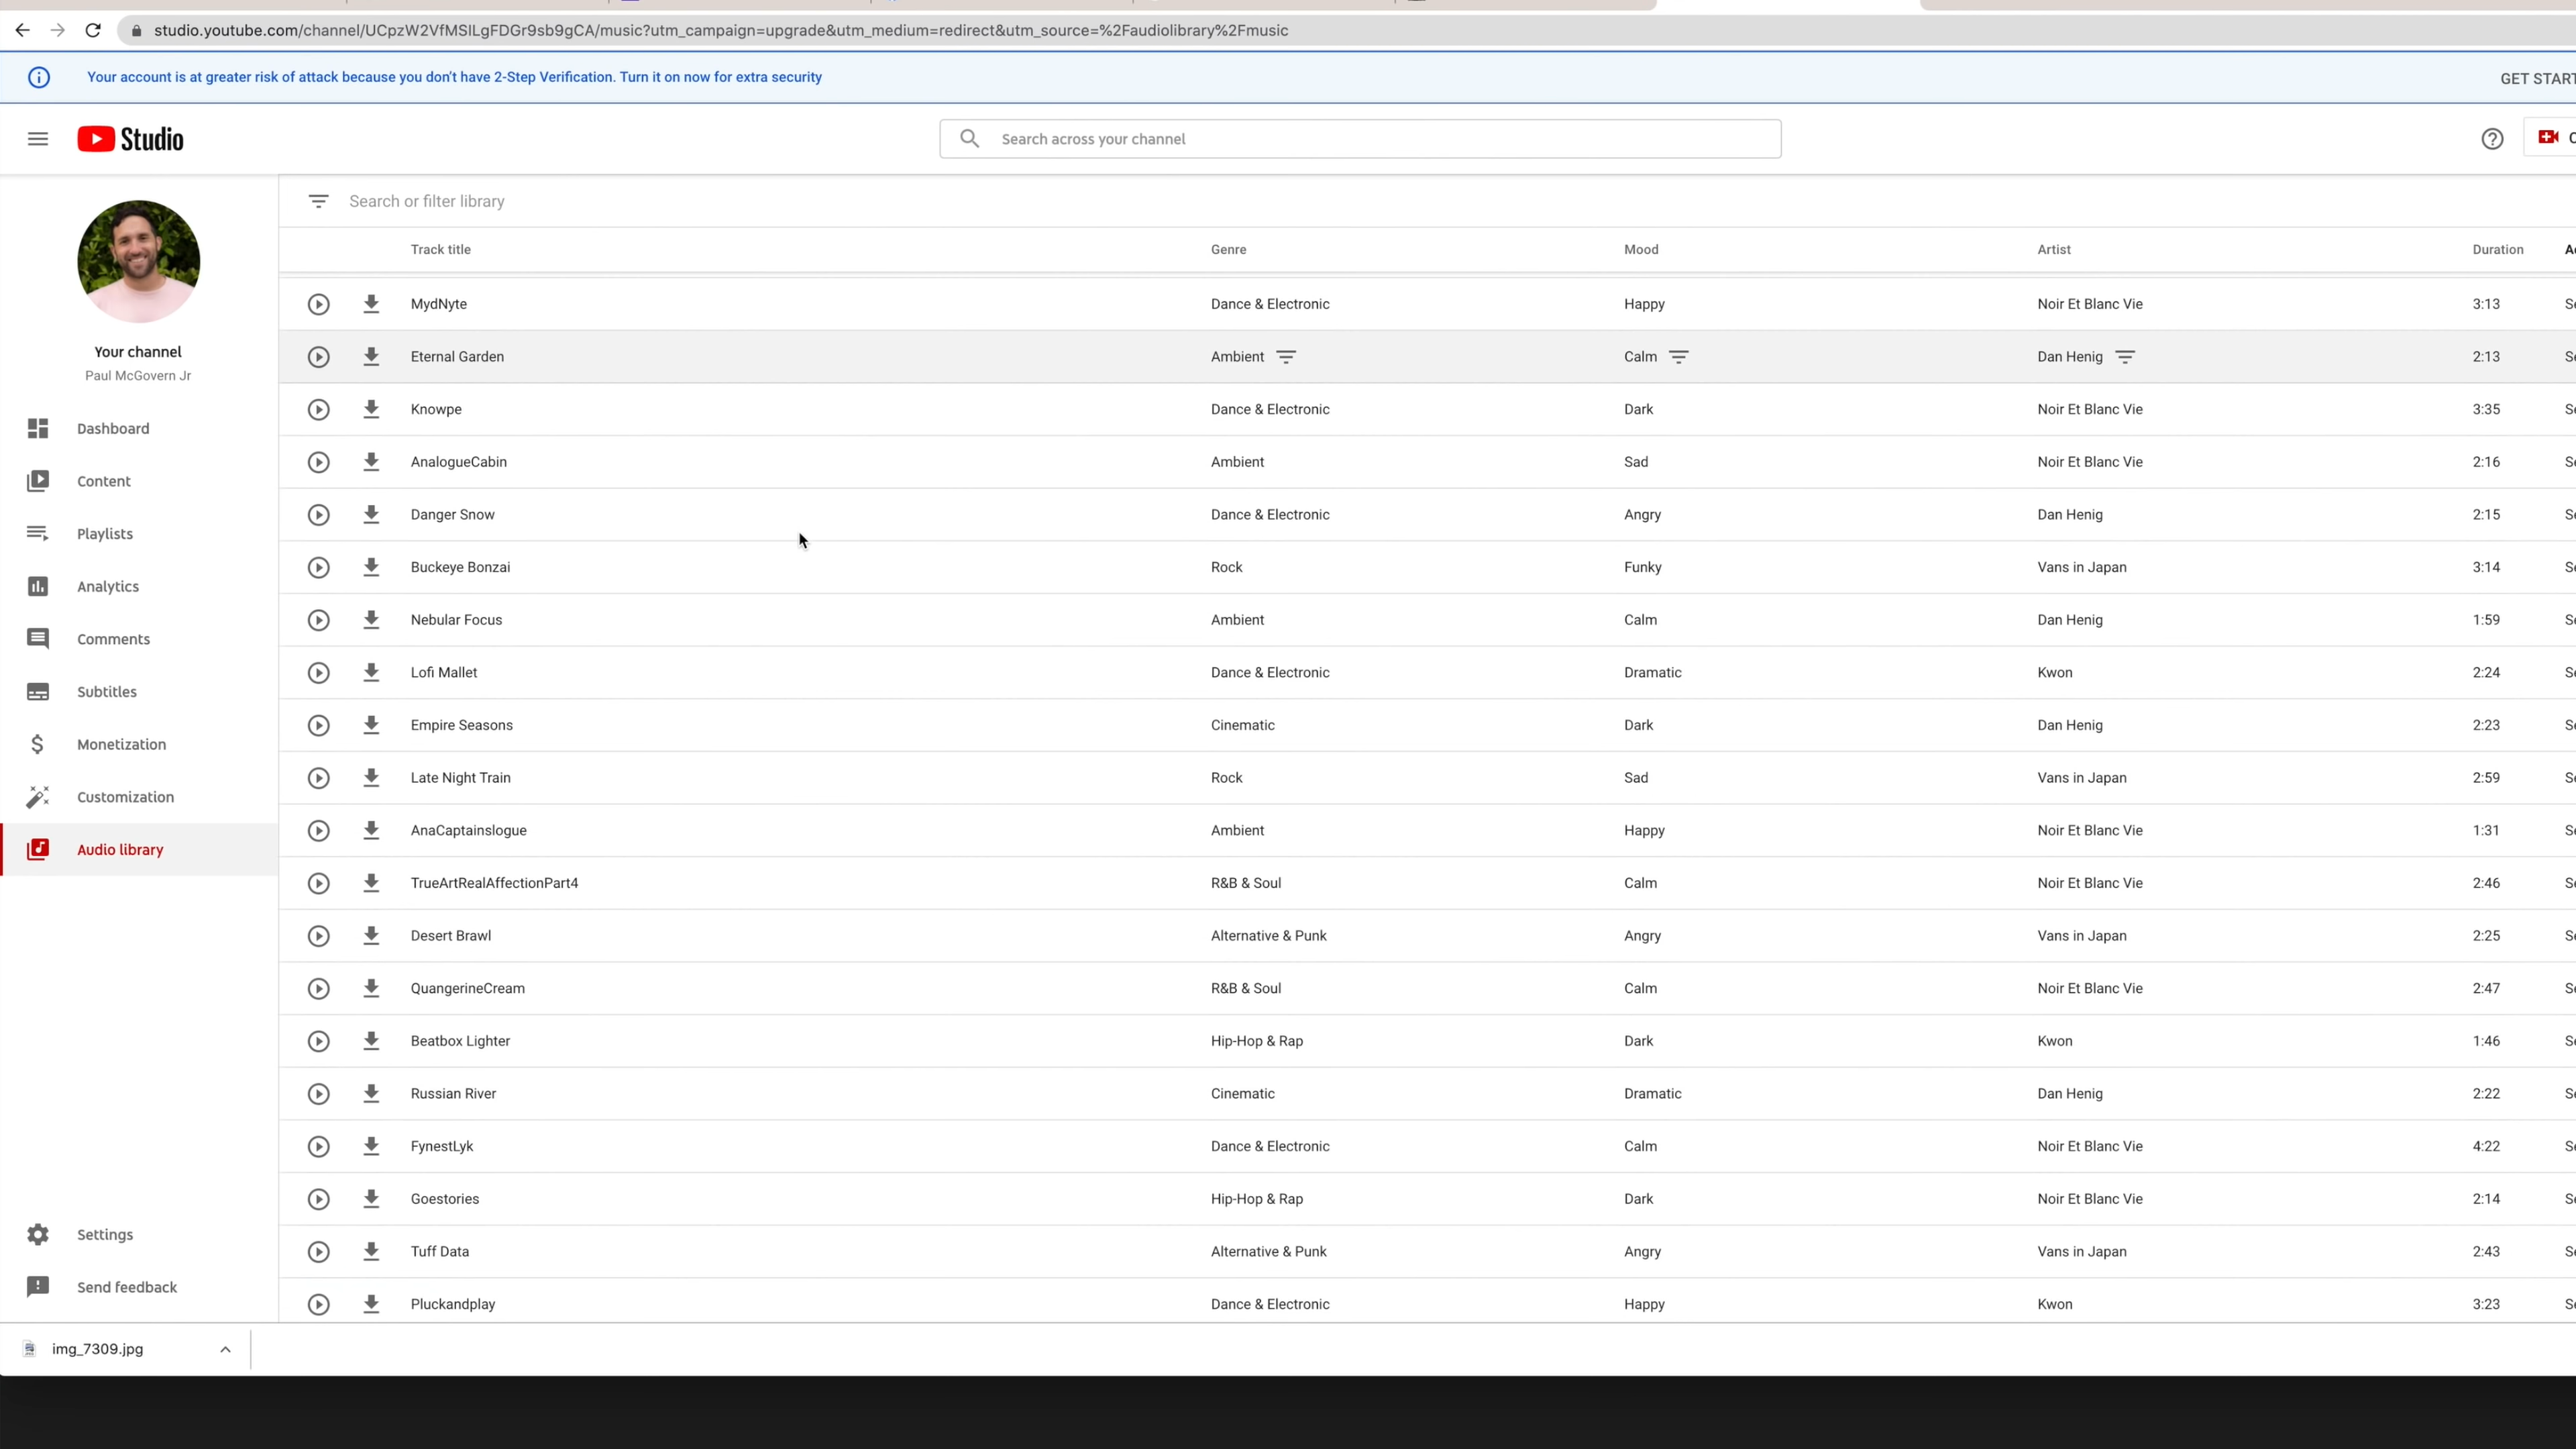 studio.youtube.com/channel/UCpzW2VfMSILgFDGr9sb9gCA/music?utm_campaign=upgrade&utm_medium=redirect&utm_source=%2Faudiolibrary%2Fmusic
Your account is at greater risk of attack because you don't have 2-Step Verification. Turn it on now for extra security
GET START
Studio
Search across your channel
Search or filter library
Track title Genre Mood Artist Duration
MydNyte Dance & Electronic Happy Noir Et Blanc Vie 3:13
Eternal Garden Ambient Calm Dan Henig 2:13
Knowpe Dance & Electronic Dark Noir Et Blanc Vie 3:35
AnalogueCabin Ambient Sad Noir Et Blanc Vie 2:16
Danger Snow Dance & Electronic Angry Dan Henig 2:15
Buckeye Bonzai Rock Funky Vans in Japan 3:14
Nebular Focus Ambient Calm Dan Henig 1:59
Lofi Mallet Dance & Electronic Dramatic Kwon 2:24
Empire Seasons Cinematic Dark Dan Henig 2:23
Late Night Train Rock Sad Vans in Japan 2:59
AnaCaptainslogue Ambient Happy Noir Et Blanc Vie 1:31
TrueArtRealAffectionPart4 R&B & Soul Calm Noir Et Blanc Vie 2:46
Desert Brawl Alternative & Punk Angry Vans in Japan 2:25
QuangerineCream R&B & Soul Calm Noir Et Blanc Vie 2:47
Beatbox Lighter Hip-Hop & Rap Dark Kwon 1:46
Russian River Cinematic Dramatic Dan Henig 2:22
FynestLyk Dance & Electronic Calm Noir Et Blanc Vie 4:22
Goestories Hip-Hop & Rap Dark Noir Et Blanc Vie 2:14
Tuff Data Alternative & Punk Angry Vans in Japan 2:43
Pluckandplay Dance & Electronic Happy Kwon 3:23
Your channel
Paul McGovern Jr
Dashboard
Content
Playlists
Analytics
Comments
Subtitles
Monetization
Customization
Audio library
Settings
Send feedback
img_7309.jpg